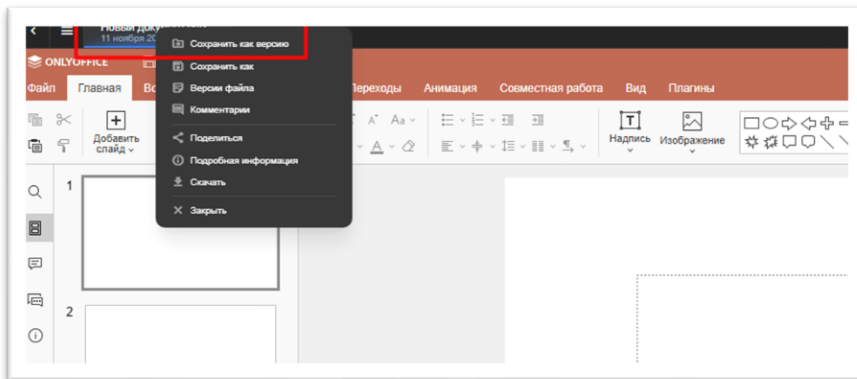 Новый
11 ноября 20
Сохранить как версию
ONLYOFFICE
Сохранить как
Файл Главная Версии файла Переходы Анимация Совместная работа Вид Плагины
Комментарии
Aa
Добавить слайд
Поделиться
Надпись Изображение
Подробная информация
Скачать
Закрыть
1
2